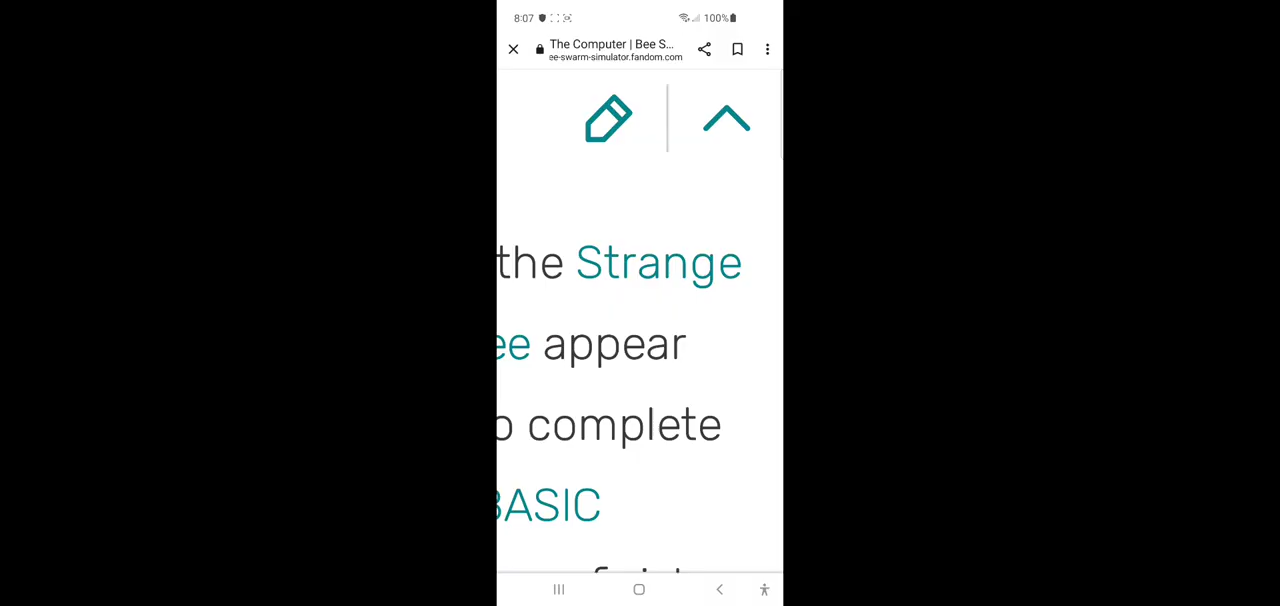 8:07 100%
The Computer | Bee S...
ee-swarm-simulator.fandom.com
the Strange
ee appear
o complete
BASIC